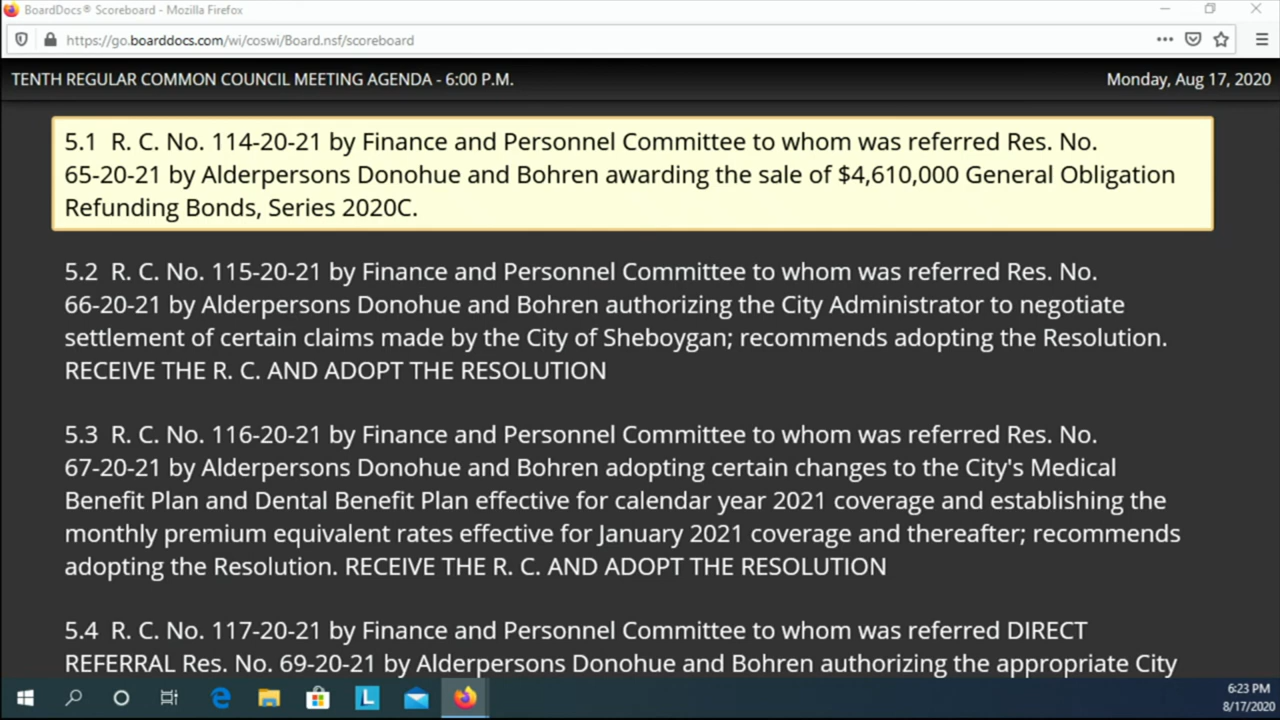 BoardDocs® Scoreboard - Mozilla Firefox
https://go.boarddocs.com/wi/coswi/Board.nsf/scoreboard
TENTH REGULAR COMMON COUNCIL MEETING AGENDA - 6:00 P.M. Monday, Aug 17, 2020
5.1 R. C. No. 114-20-21 by Finance and Personnel Committee to whom was referred Res. No.
65-20-21 by Alderpersons Donohue and Bohren awarding the sale of $4,610,000 General Obligation
Refunding Bonds, Series 2020C.
5.2 R. C. No. 115-20-21 by Finance and Personnel Committee to whom was referred Res. No.
66-20-21 by Alderpersons Donohue and Bohren authorizing the City Administrator to negotiate
settlement of certain claims made by the City of Sheboygan; recommends adopting the Resolution.
RECEIVE THE R. C. AND ADOPT THE RESOLUTION
5.3 R. C. No. 116-20-21 by Finance and Personnel Committee to whom was referred Res. No.
67-20-21 by Alderpersons Donohue and Bohren adopting certain changes to the City's Medical
Benefit Plan and Dental Benefit Plan effective for calendar year 2021 coverage and establishing the
monthly premium equivalent rates effective for January 2021 coverage and thereafter; recommends
adopting the Resolution. RECEIVE THE R. C. AND ADOPT THE RESOLUTION
5.4 R. C. No. 117-20-21 by Finance and Personnel Committee to whom was referred DIRECT
REFERRAL Res. No. 69-20-21 by Alderpersons Donohue and Bohren authorizing the appropriate City
L
6:23 PM
8/17/2020